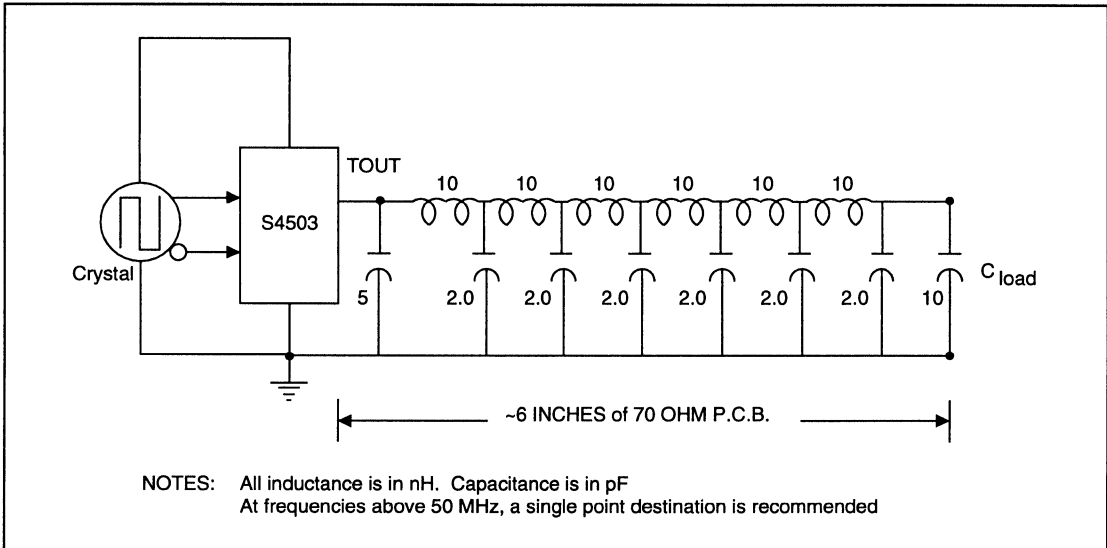 TOUT
10 10 10 10 10 10
S4503
Crystal
C load
5 2.0 2.0 2.0 2.0 2.0 2.0 10
~6 INCHES of 70 OHM P.C.B.
NOTES: All inductance is in nH. Capacitance is in pF
At frequencies above 50 MHz, a single point destination is recommended